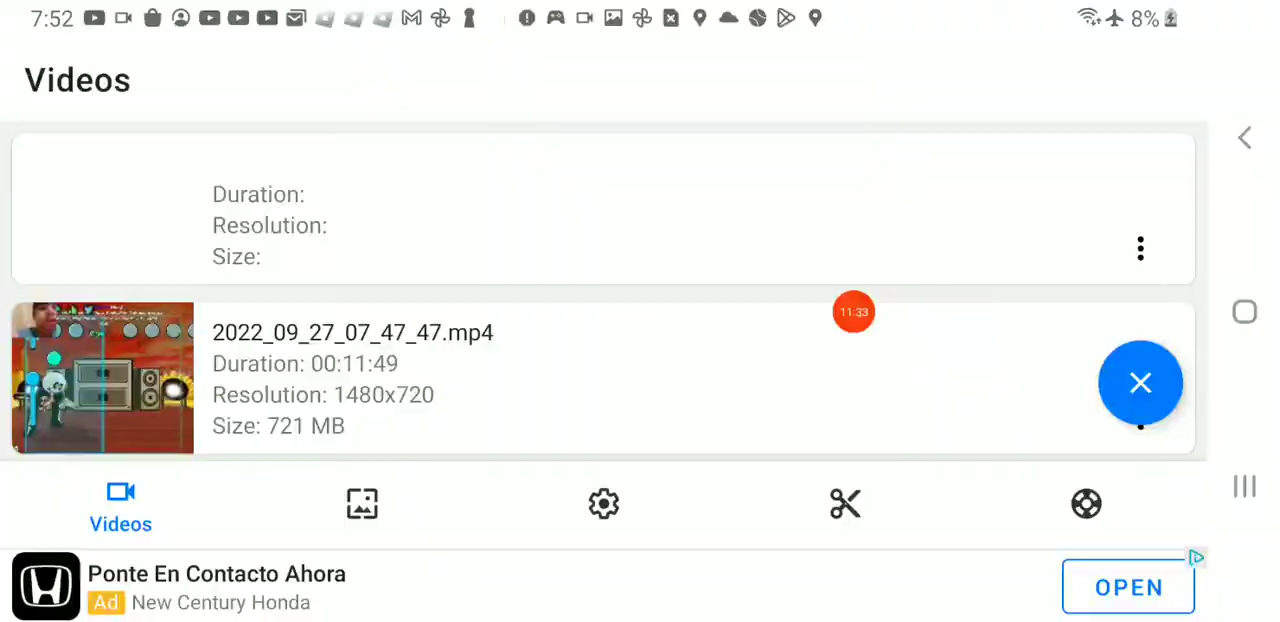 7:52
8%
Videos
Duration:
Resolution:
Size:
11:33
2022_09_27_07_47_47.mp4
Duration: 00:11:49
Resolution: 1480x720
Size: 721 MB
Videos
Ponte En Contacto Ahora
Ad New Century Honda
OPEN